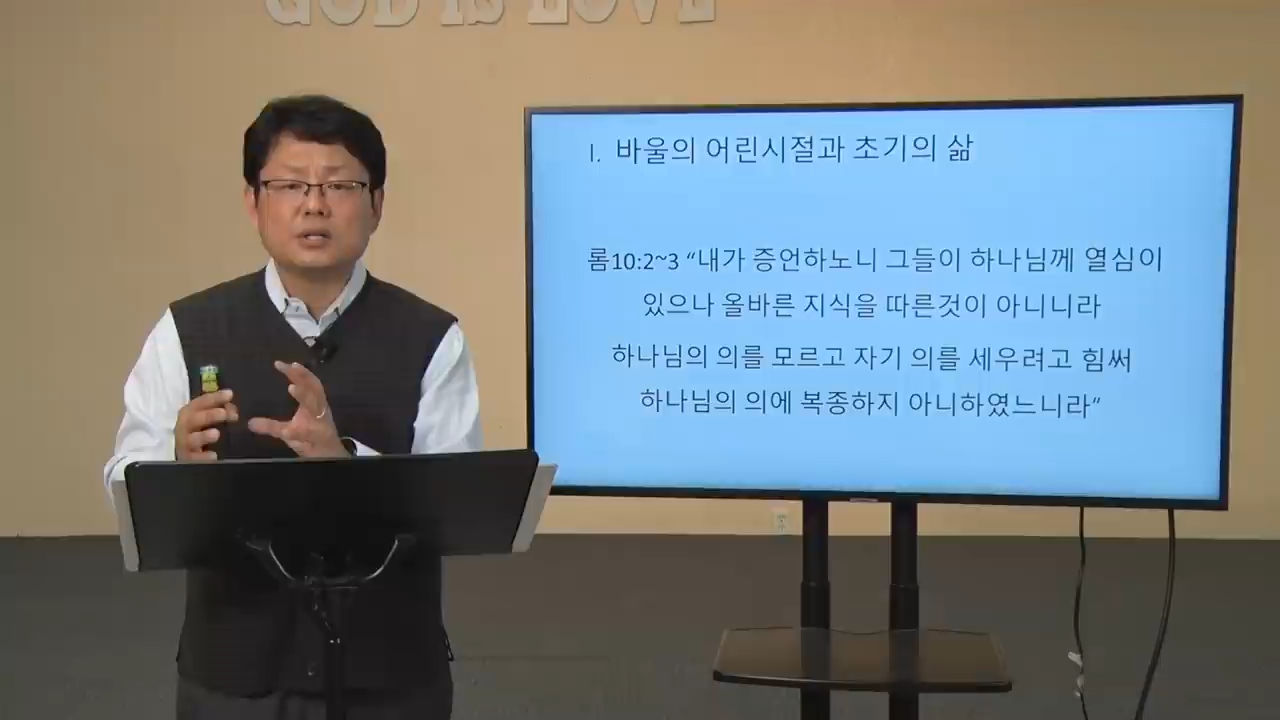 GOD IS LOVE
I. 바울의 어린시절과 초기의 삶
롬10:2~3 “내가 증언하노니 그들이 하나님께 열심이
있으나 올바른 지식을 따른것이 아니니라
하나님의 의를 모르고 자기 의를 세우려고 힘써
하나님의 의에 복종하지 아니하였느니라“